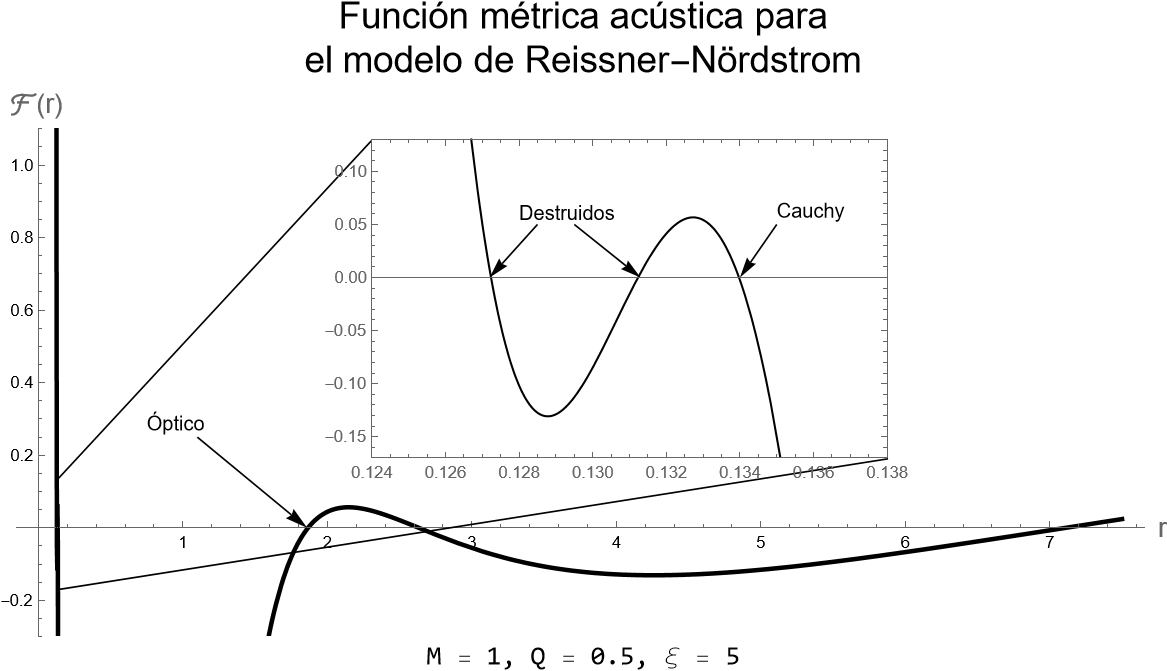 Función métrica acústica para
el modelo de Reissner−Nördstrom
ℱ(r)
1.0
0.8
0.6
0.4
0.2
−0.2
0.10
0.05
0.00
−0.05
−0.10
−0.15
Destruidos
Cauchy
0.124 0.126 0.128 0.130 0.132 0.134 0.136 0.138
Óptico
1 2 3 4 5 6 7
r
M = 1, Q = 0.5, ξ = 5